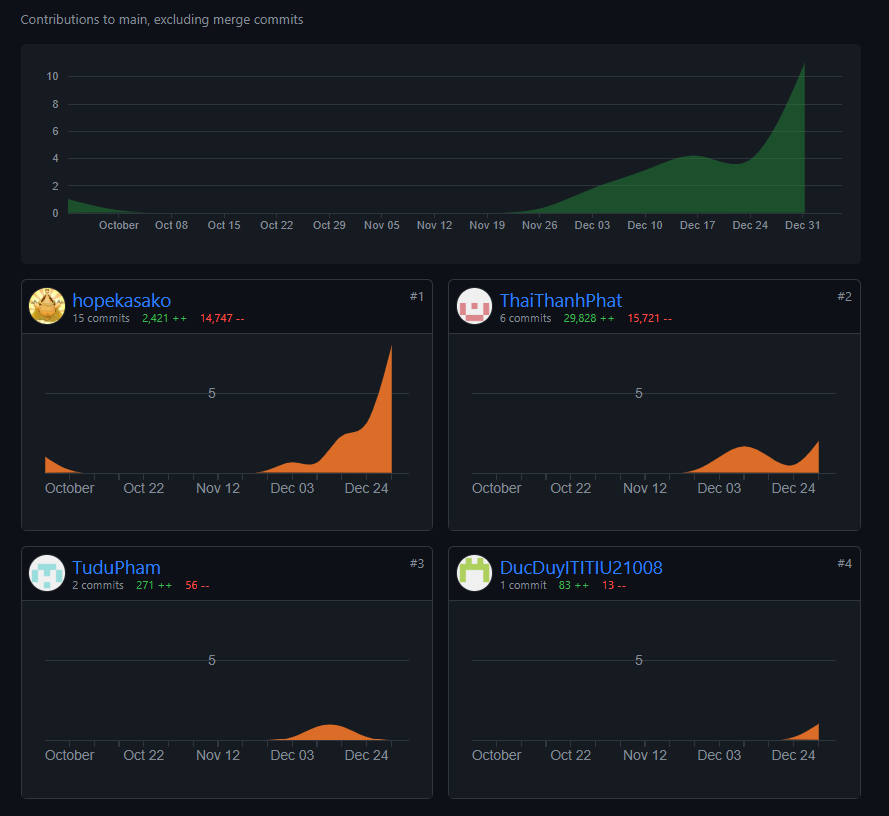 Contributions to main, excluding merge commits
10
8
6
4
2
0
October Oct 08 Oct 15 Oct 22 Oct 29 Nov 05 Nov 12 Nov 19 Nov 26 Dec 03 Dec 10 Dec 17 Dec 24 Dec 31
hopekasako #1
15 commits 2,421 ++ 14,747 --
5
October Oct 22 Nov 12 Dec 03 Dec 24
ThaiThanhPhat #2
6 commits 29,828 ++ 15,721 --
5
October Oct 22 Nov 12 Dec 03 Dec 24
TuduPham #3
2 commits 271 ++ 56 --
5
October Oct 22 Nov 12 Dec 03 Dec 24
DucDuyITITIU21008 #4
1 commit 83 ++ 13 --
5
October Oct 22 Nov 12 Dec 03 Dec 24